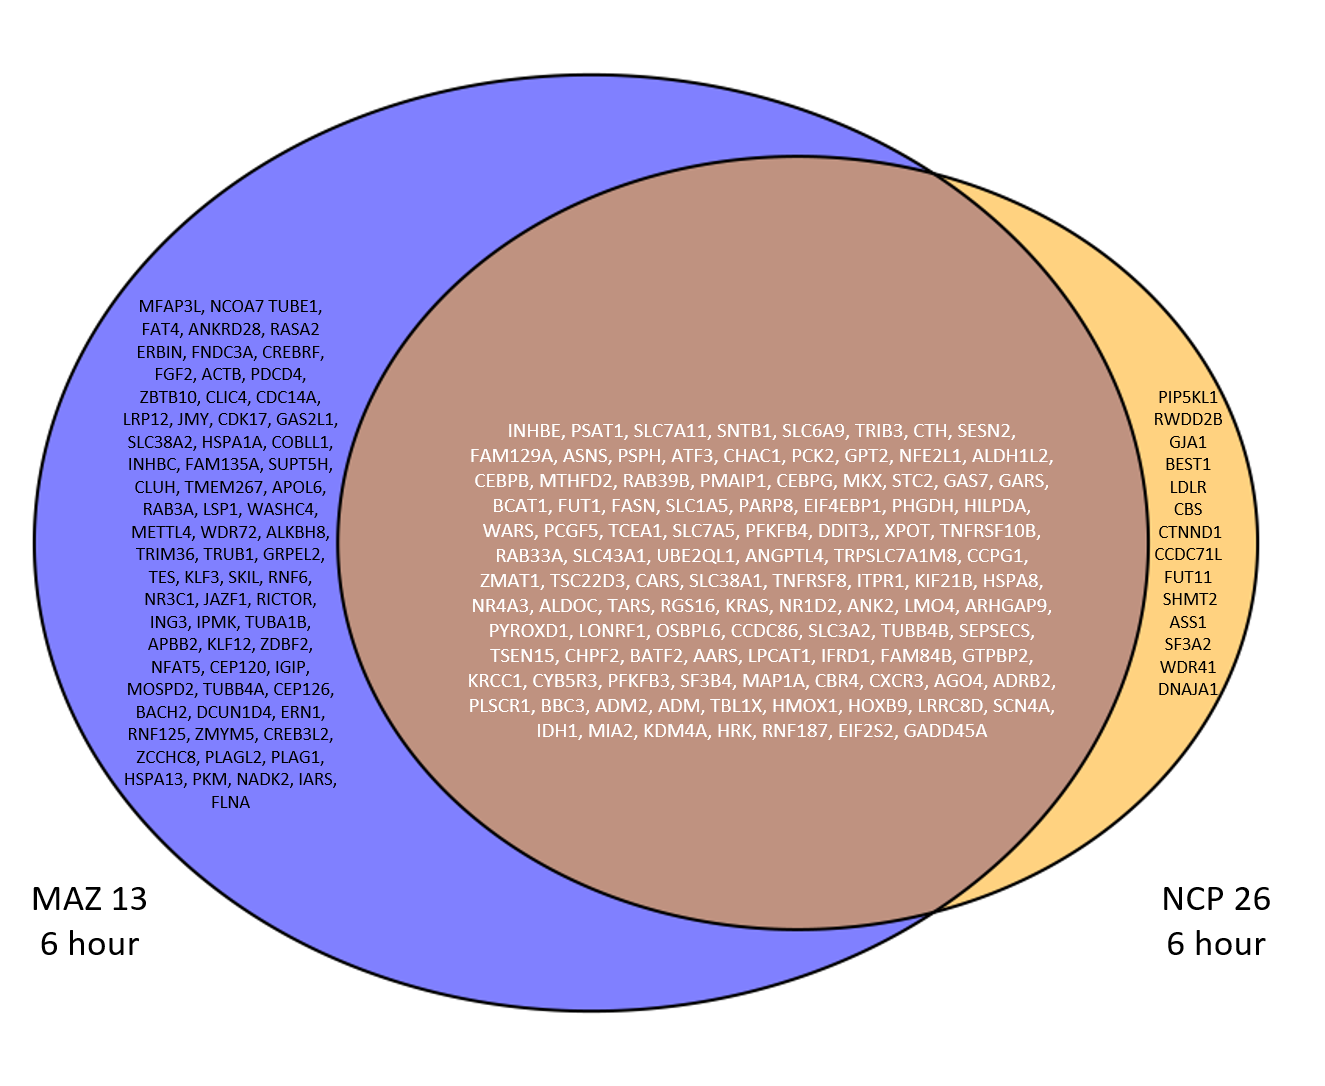 MFAP3L, NCOA7 TUBE1,
FAT4, ANKRD28, RASA2
ERBIN, FNDC3A, CREBRF,
FGF2, ACTB, PDCD4,
ZBTB10, CLIC4, CDC14A,
LRP12, JMY, CDK17, GAS2L1,
SLC38A2, HSPA1A, COBLL1,
INHBC, FAM135A, SUPT5H,
CLUH, TMEM267, APOL6,
RAB3A, LSP1, WASHC4,
METTL4, WDR72, ALKBH8,
TRIM36, TRUB1, GRPEL2,
TES, KLF3, SKIL, RNF6,
NR3C1, JAZF1, RICTOR,
ING3, IPMK, TUBA1B,
APBB2, KLF12, ZDBF2,
NFAT5, CEP120, IGIP,
MOSPD2, TUBB4A, CEP126,
BACH2, DCUN1D4, ERN1,
RNF125, ZMYM5, CREB3L2,
ZCCHC8, PLAGL2, PLAG1,
HSPA13, PKM, NADK2, IARS,
FLNA
INHBE, PSAT1, SLC7A11, SNTB1, SLC6A9, TRIB3, CTH, SESN2,
FAM129A, ASNS, PSPH, ATF3, CHAC1, PCK2, GPT2, NFE2L1, ALDH1L2,
CEBPB, MTHFD2, RAB39B, PMAIP1, CEBPG, MKX, STC2, GAS7, GARS,
BCAT1, FUT1, FASN, SLC1A5, PARP8, EIF4EBP1, PHGDH, HILPDA,
WARS, PCGF5, TCEA1, SLC7A5, PFKFB4, DDIT3,, XPOT, TNFRSF10B,
RAB33A, SLC43A1, UBE2QL1, ANGPTL4, TRPSLC7A1M8, CCPG1,
ZMAT1, TSC22D3, CARS, SLC38A1, TNFRSF8, ITPR1, KIF21B, HSPA8,
NR4A3, ALDOC, TARS, RGS16, KRAS, NR1D2, ANK2, LMO4, ARHGAP9,
PYROXD1, LONRF1, OSBPL6, CCDC86, SLC3A2, TUBB4B, SEPSECS,
TSEN15, CHPF2, BATF2, AARS, LPCAT1, IFRD1, FAM84B, GTPBP2,
KRCC1, CYB5R3, PFKFB3, SF3B4, MAP1A, CBR4, CXCR3, AGO4, ADRB2,
PLSCR1, BBC3, ADM2, ADM, TBL1X, HMOX1, HOXB9, LRRC8D, SCN4A,
IDH1, MIA2, KDM4A, HRK, RNF187, EIF2S2, GADD45A
PIP5KL1
RWDD2B
GJA1
BEST1
LDLR
CBS
CTNND1
CCDC71L
FUT11
SHMT2
ASS1
SF3A2
WDR41
DNAJA1
MAZ 13
6 hour
NCP 26
6 hour